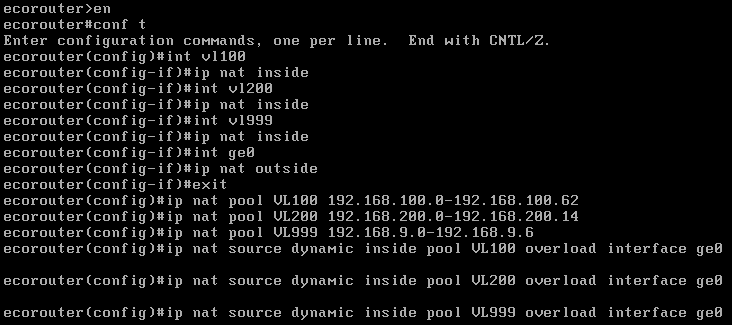 ecorouter>en
ecorouter#conf t
Enter configuration commands, one per line.  End with CNTL/Z.
ecorouter(config)#int vl100
ecorouter(config-if)#ip nat inside
ecorouter(config-if)#int vl200
ecorouter(config-if)#ip nat inside
ecorouter(config-if)#int vl999
ecorouter(config-if)#ip nat inside
ecorouter(config-if)#int ge0
ecorouter(config-if)#ip nat outside
ecorouter(config-if)#exit
ecorouter(config)#ip nat pool VL100 192.168.100.0-192.168.100.62
ecorouter(config)#ip nat pool VL200 192.168.200.0-192.168.200.14
ecorouter(config)#ip nat pool VL999 192.168.9.0-192.168.9.6
ecorouter(config)#ip nat source dynamic inside pool VL100 overload interface ge0
ecorouter(config)#ip nat source dynamic inside pool VL200 overload interface ge0
ecorouter(config)#ip nat source dynamic inside pool VL999 overload interface ge0